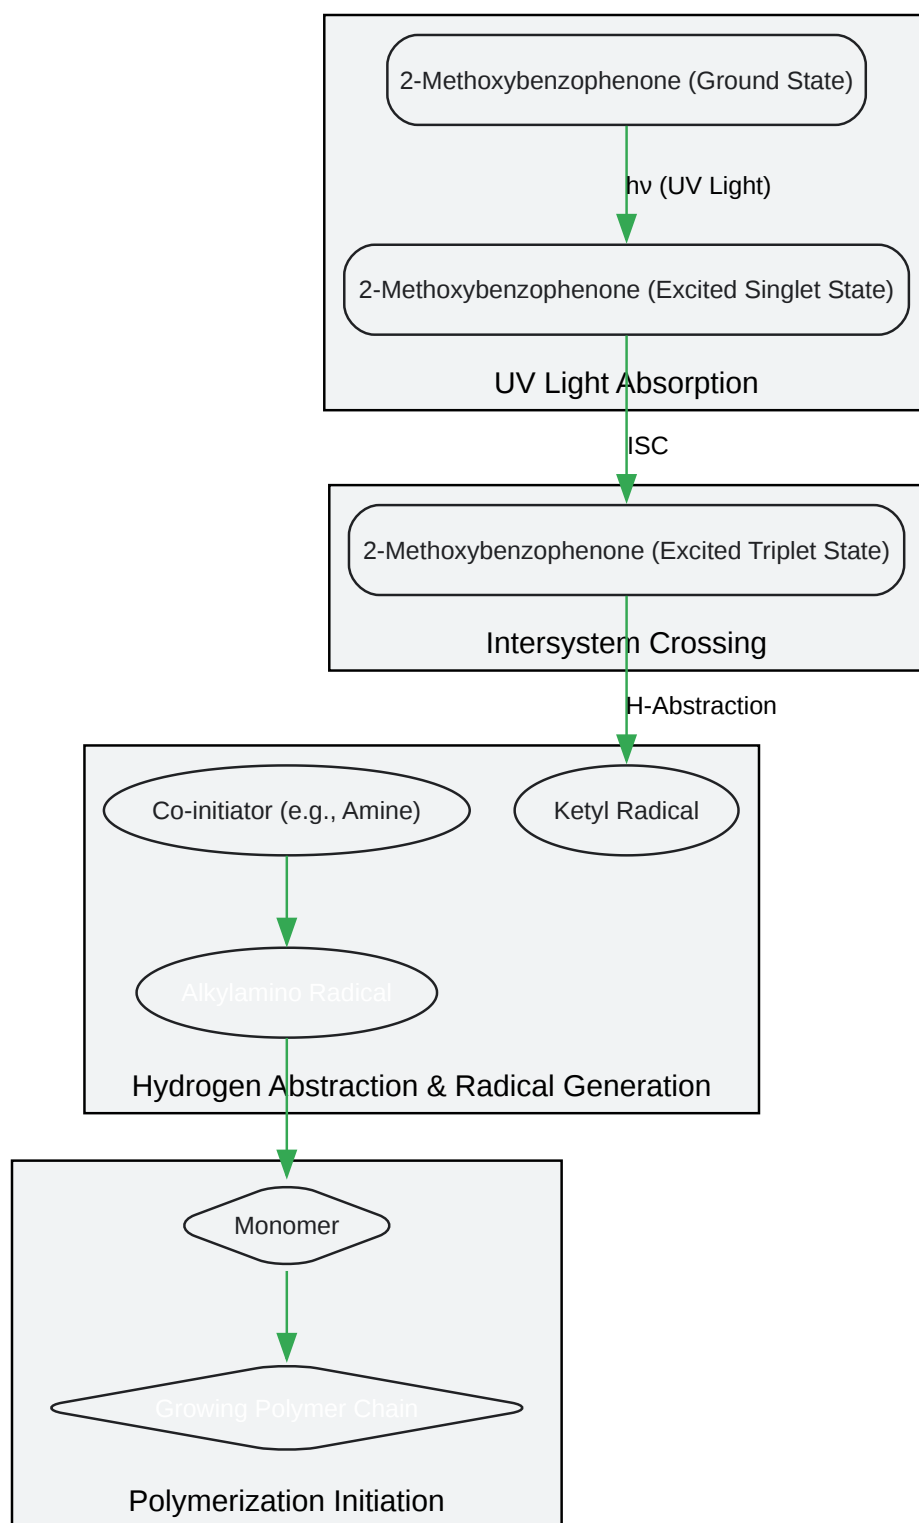 2-Methoxybenzophenone (Ground State)
hν (UV Light)
2-Methoxybenzophenone (Excited Singlet State)
UV Light Absorption
ISC
2-Methoxybenzophenone (Excited Triplet State)
Intersystem Crossing
H-Abstraction
Co-initiator (e.g., Amine)
Ketyl Radical
Alkylamino Radical
Hydrogen Abstraction & Radical Generation
Monomer
Growing Polymer Chain
Polymerization Initiation